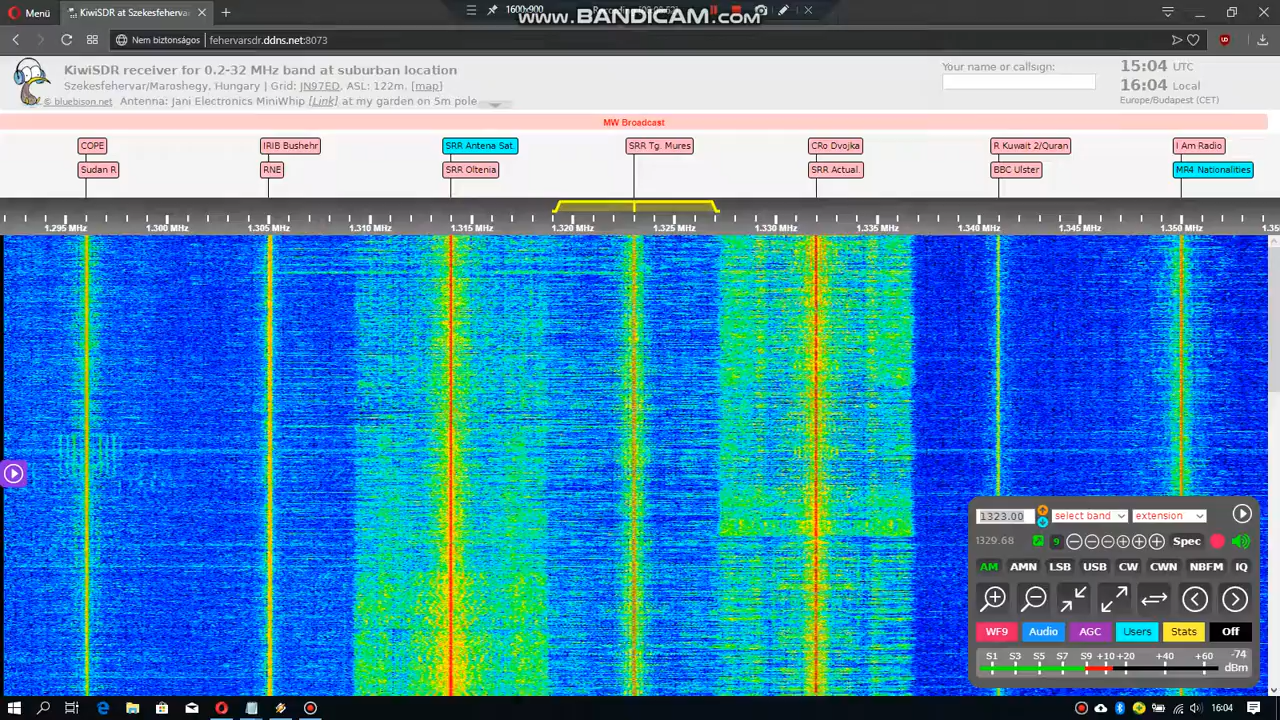 Menü
KiwiSDR at Szekesfehervar
1600x900
www.BANDICAM.com
Nem biztonságos
fehervarsdr.ddns.net:8073
KiwiSDR receiver for 0.2-32 MHz band at suburban location
Szekesfehervar/Maroshegy, Hungary | Grid: JN97ED, ASL: 122m, [map]
© bluebison.net
Antenna: Jani Electronics MiniWhip [Link] at my garden on 5m pole
Your name or callsign:
15:04 UTC
16:04 Local
Europe/Budapest (CET)
MW Broadcast
COPE
IRIB Bushehr
SRR Antena Sat.
SRR Tg. Mures
CRo Dvojka
R Kuwait 2/Quran
I Am Radio
Sudan R
RNE
SRR Oltenia
SRR Actual.
BBC Ulster
MR4 Nationalities
1.295 MHz
1.300 MHz
1.305 MHz
1.310 MHz
1.315 MHz
1.320 MHz
1.325 MHz
1.330 MHz
1.335 MHz
1.340 MHz
1.345 MHz
1.350 MHz
1323.00
select band
extension
1329.68
9
Spec
AM AMN LSB USB CW CWN NBFM IQ
WF9 Audio AGC Users Stats Off
S1 S3 S5 S7 S9 +10 +20 +40 +60 -74
dBm
16:04